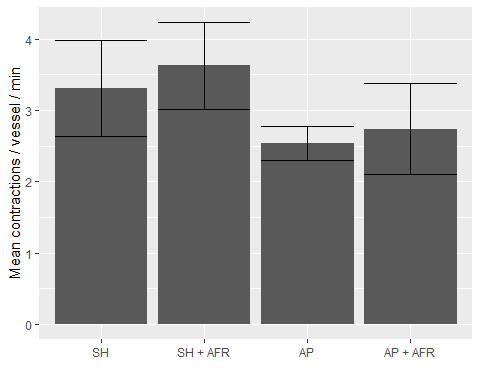 Mean contractions / vessel / min
4
3
2
1
0
SH
SH + AFR
AP
AP + AFR